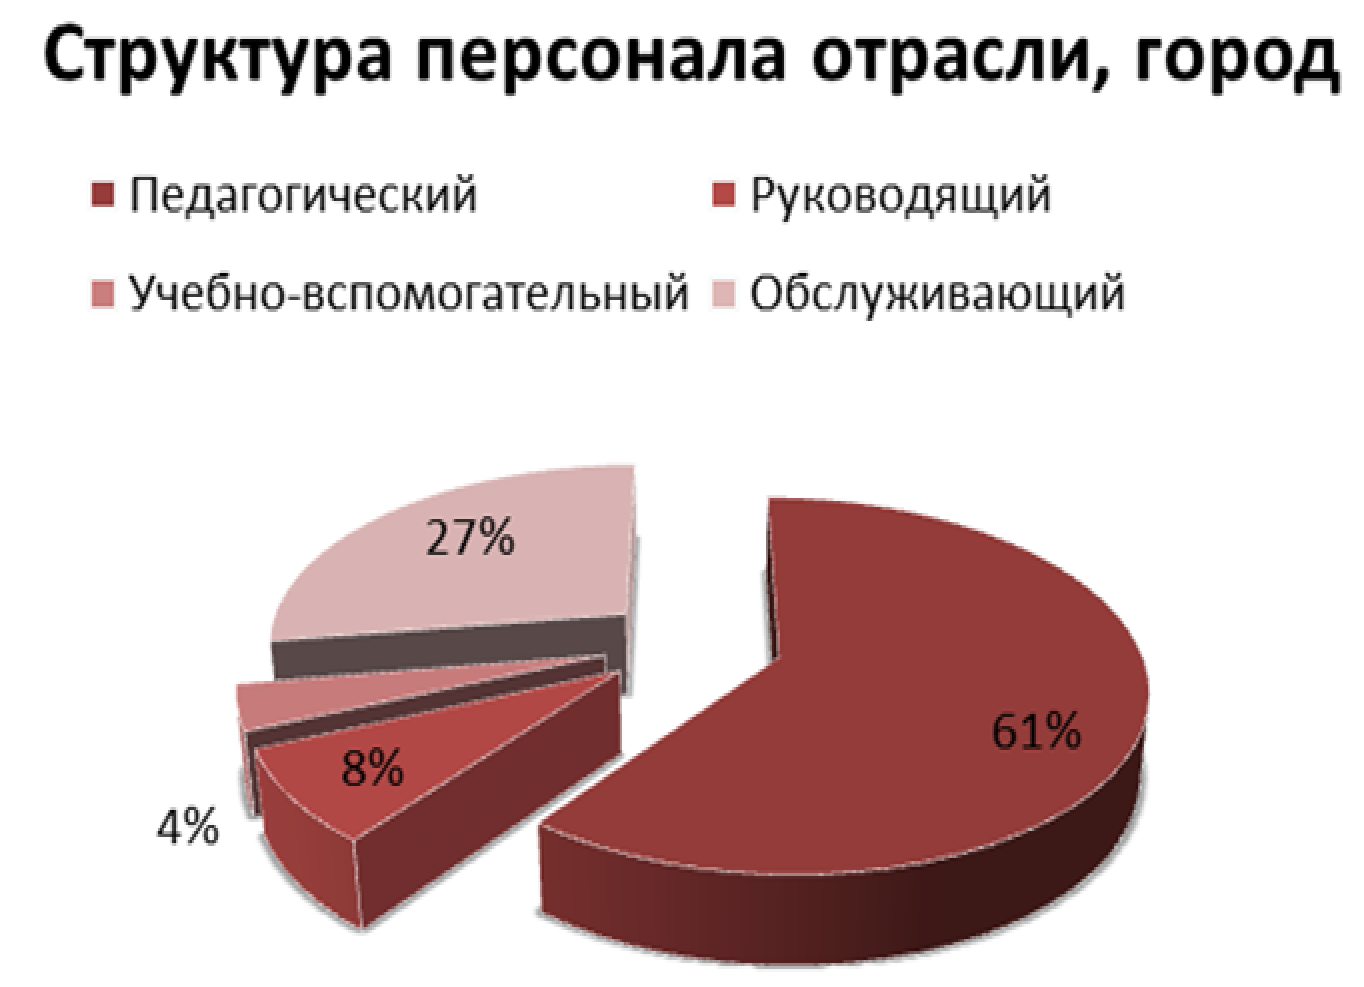 Структура персонала отрасли, город
Педагогический Руководящий
Учебно-вспомогательный Обслуживающий
27%
61%
8%
4%